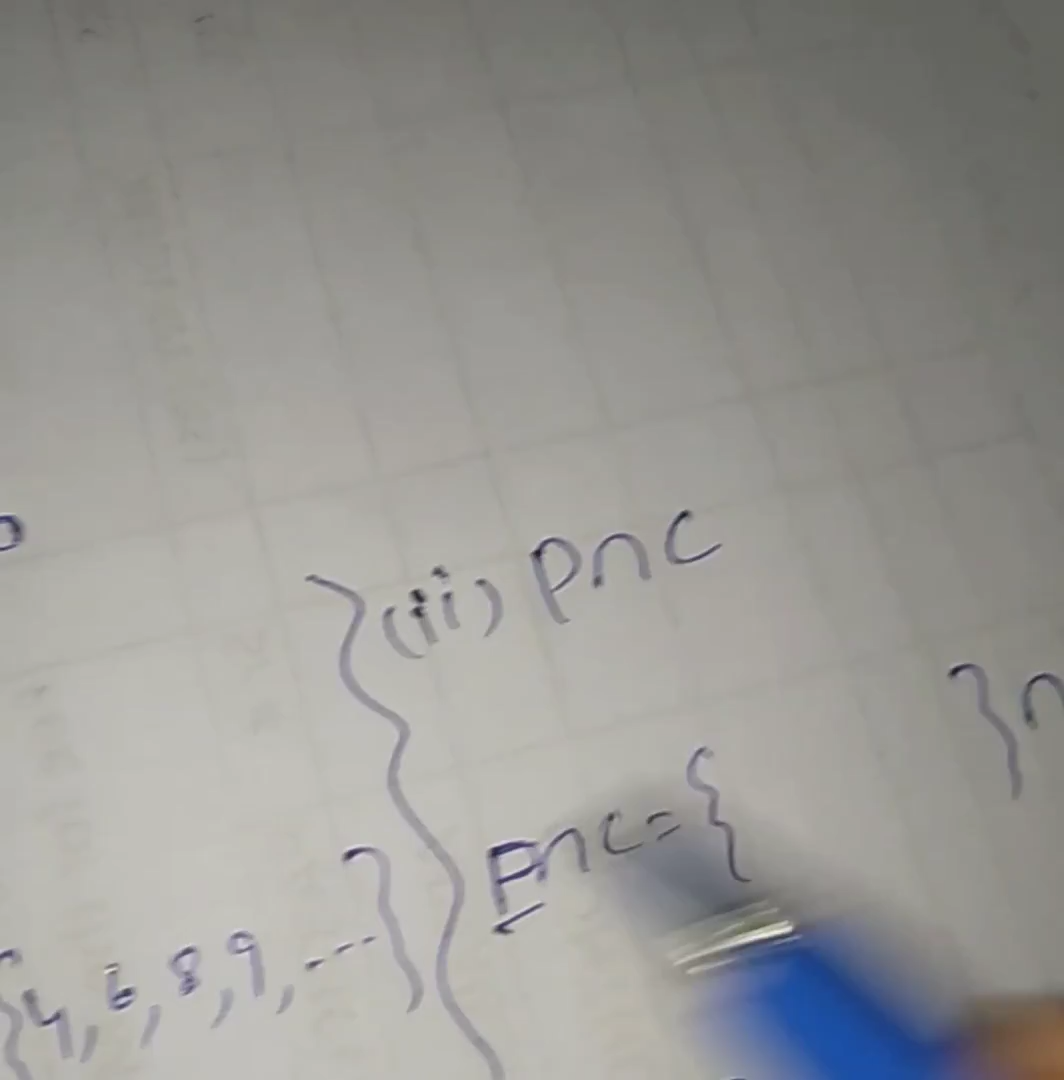 (ii) P∩C
P∩C={ }∩
{4, 6, 8, 9, ---}